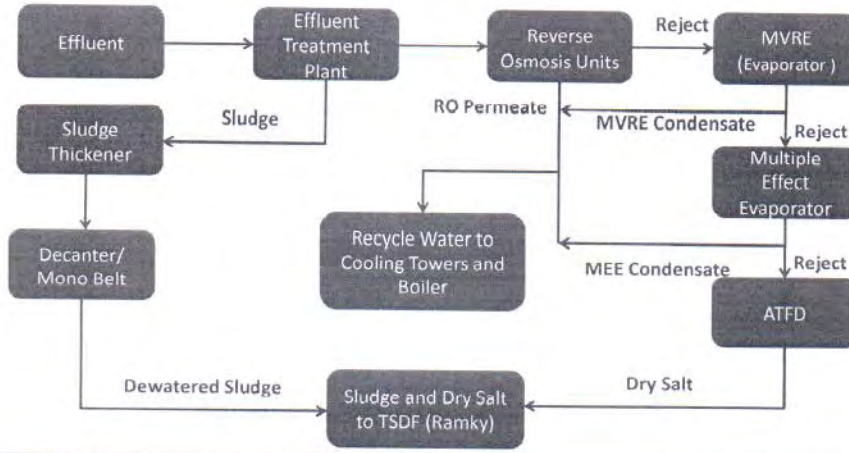 Effluent
Effluent
Treatment
Plant
Reverse
Osmosis Units
Reject
MVRE
(Evaporator )
Sludge
Thickener
Sludge
RO Permeate
MVRE Condensate
Reject
Multiple
Effect
Evaporator
Decanter/
Mono Belt
Recycle Water to
Cooling Towers and
Boiler
MEE Condensate
Reject
ATFD
Dewatered Sludge
Sludge and Dry Salt
to TSDF (Ramky)
Dry Salt